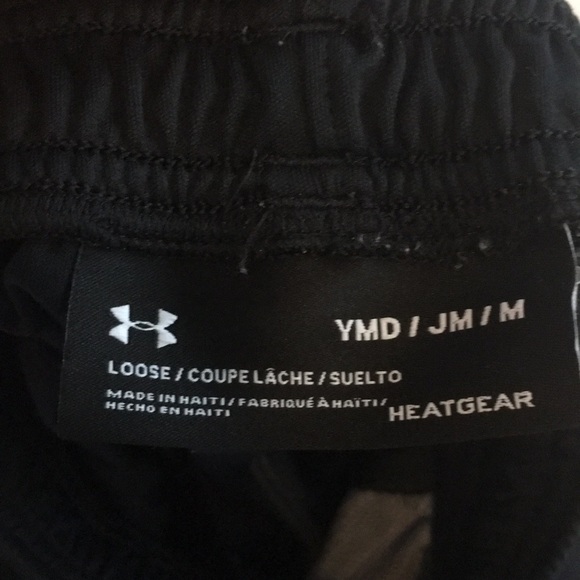 YMD / JM / M
LOOSE / COUPE LÂCHE / SUELTO
MADE IN HAITI / FABRIQUÉ À HAÏTI /
HECHO EN HAITI
HEATGEAR